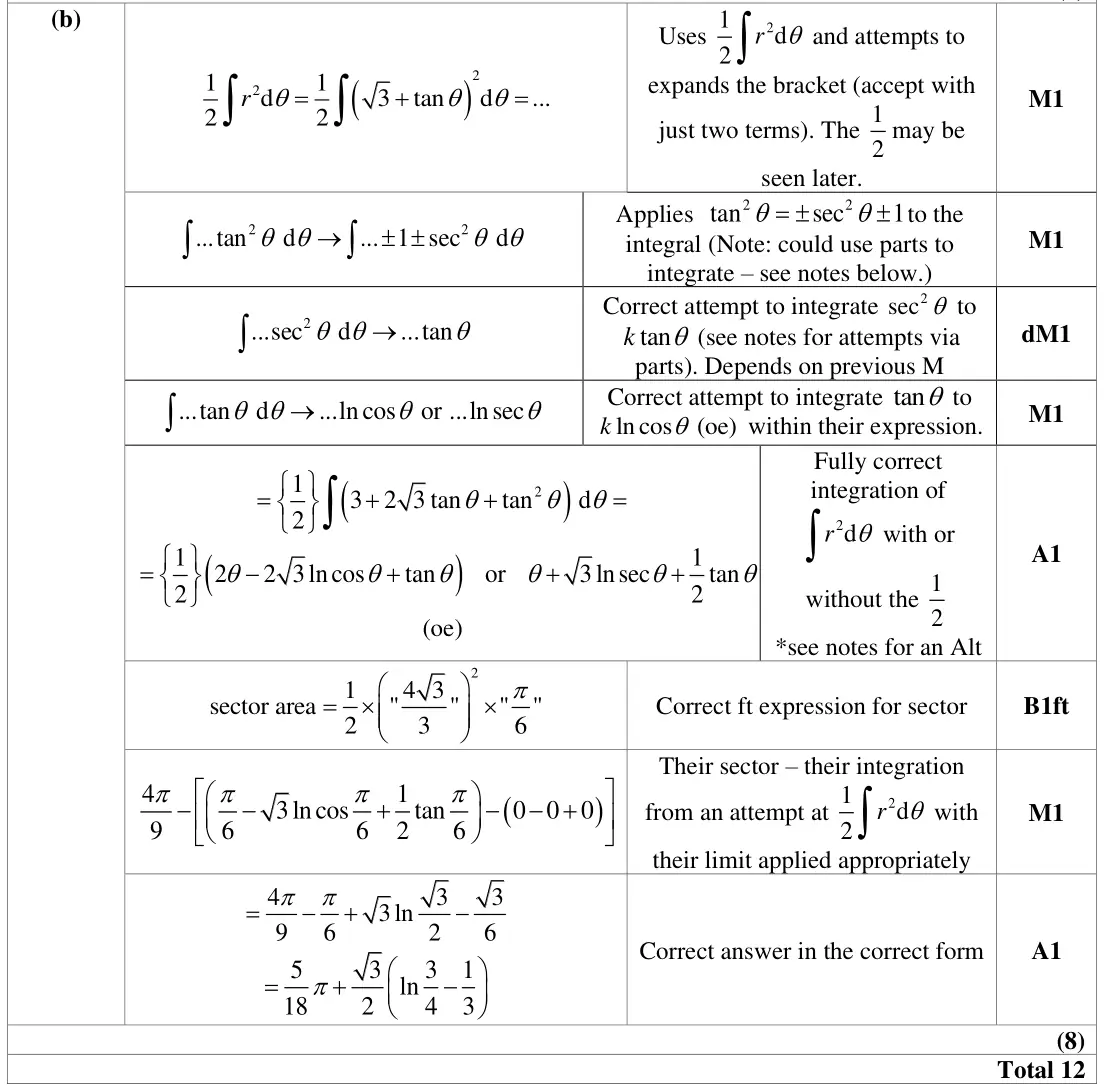 (b)
1/2 ∫ r² dθ = 1/2 ∫ (√3 + tan θ)² dθ = ...
Uses 1/2 ∫ r² dθ and attempts to
expands the bracket (accept with
just two terms). The 1/2 may be
seen later.
M1
∫ ... tan² θ dθ → ∫ ... ± 1 ± sec² θ dθ
Applies tan² θ = ± sec² θ ± 1 to the
integral (Note: could use parts to
integrate – see notes below.)
M1
∫ ... sec² θ dθ → ... tan θ
Correct attempt to integrate sec² θ to
k tan θ (see notes for attempts via
parts). Depends on previous M
dM1
∫ ... tan θ dθ → ... ln cos θ or ... ln sec θ
Correct attempt to integrate tan θ to
k ln cos θ (oe) within their expression.
M1
= {1/2} ∫ (3 + 2√3 tan θ + tan² θ) dθ =
= {1/2} (2θ − 2√3 ln cos θ + tan θ) or θ + √3 ln sec θ + 1/2 tan θ
(oe)
Fully correct
integration of
∫ r² dθ with or
without the 1/2
*see notes for an Alt
A1
sector area = 1/2 × ("4√3/3")² × "π/6"
Correct ft expression for sector
B1ft
4π/9 − [(π/6 − √3 ln cos π/6 + 1/2 tan π/6) − (0 − 0 + 0)]
Their sector – their integration
from an attempt at 1/2 ∫ r² dθ with
their limit applied appropriately
M1
= 4π/9 − π/6 + √3 ln √3/2 − √3/6
= 5/18 π + √3/2 (ln 3/4 − 1/3)
Correct answer in the correct form
A1
(8)
Total 12